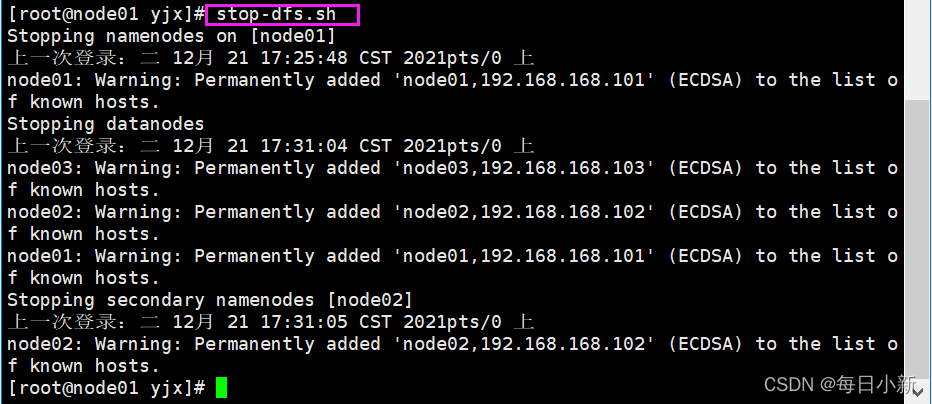 [root@node01 yjx]# stop-dfs.sh
Stopping namenodes on [node01]
上一次登录：二 12月 21 17:25:48 CST 2021pts/0 上
node01: Warning: Permanently added 'node01,192.168.168.101' (ECDSA) to the list o
f known hosts.
Stopping datanodes
上一次登录：二 12月 21 17:31:04 CST 2021pts/0 上
node03: Warning: Permanently added 'node03,192.168.168.103' (ECDSA) to the list o
f known hosts.
node02: Warning: Permanently added 'node02,192.168.168.102' (ECDSA) to the list o
f known hosts.
node01: Warning: Permanently added 'node01,192.168.168.101' (ECDSA) to the list o
f known hosts.
Stopping secondary namenodes [node02]
上一次登录：二 12月 21 17:31:05 CST 2021pts/0 上
node02: Warning: Permanently added 'node02,192.168.168.102' (ECDSA) to the list o
f known hosts.
[root@node01 yjx]#
CSDN @每日小新